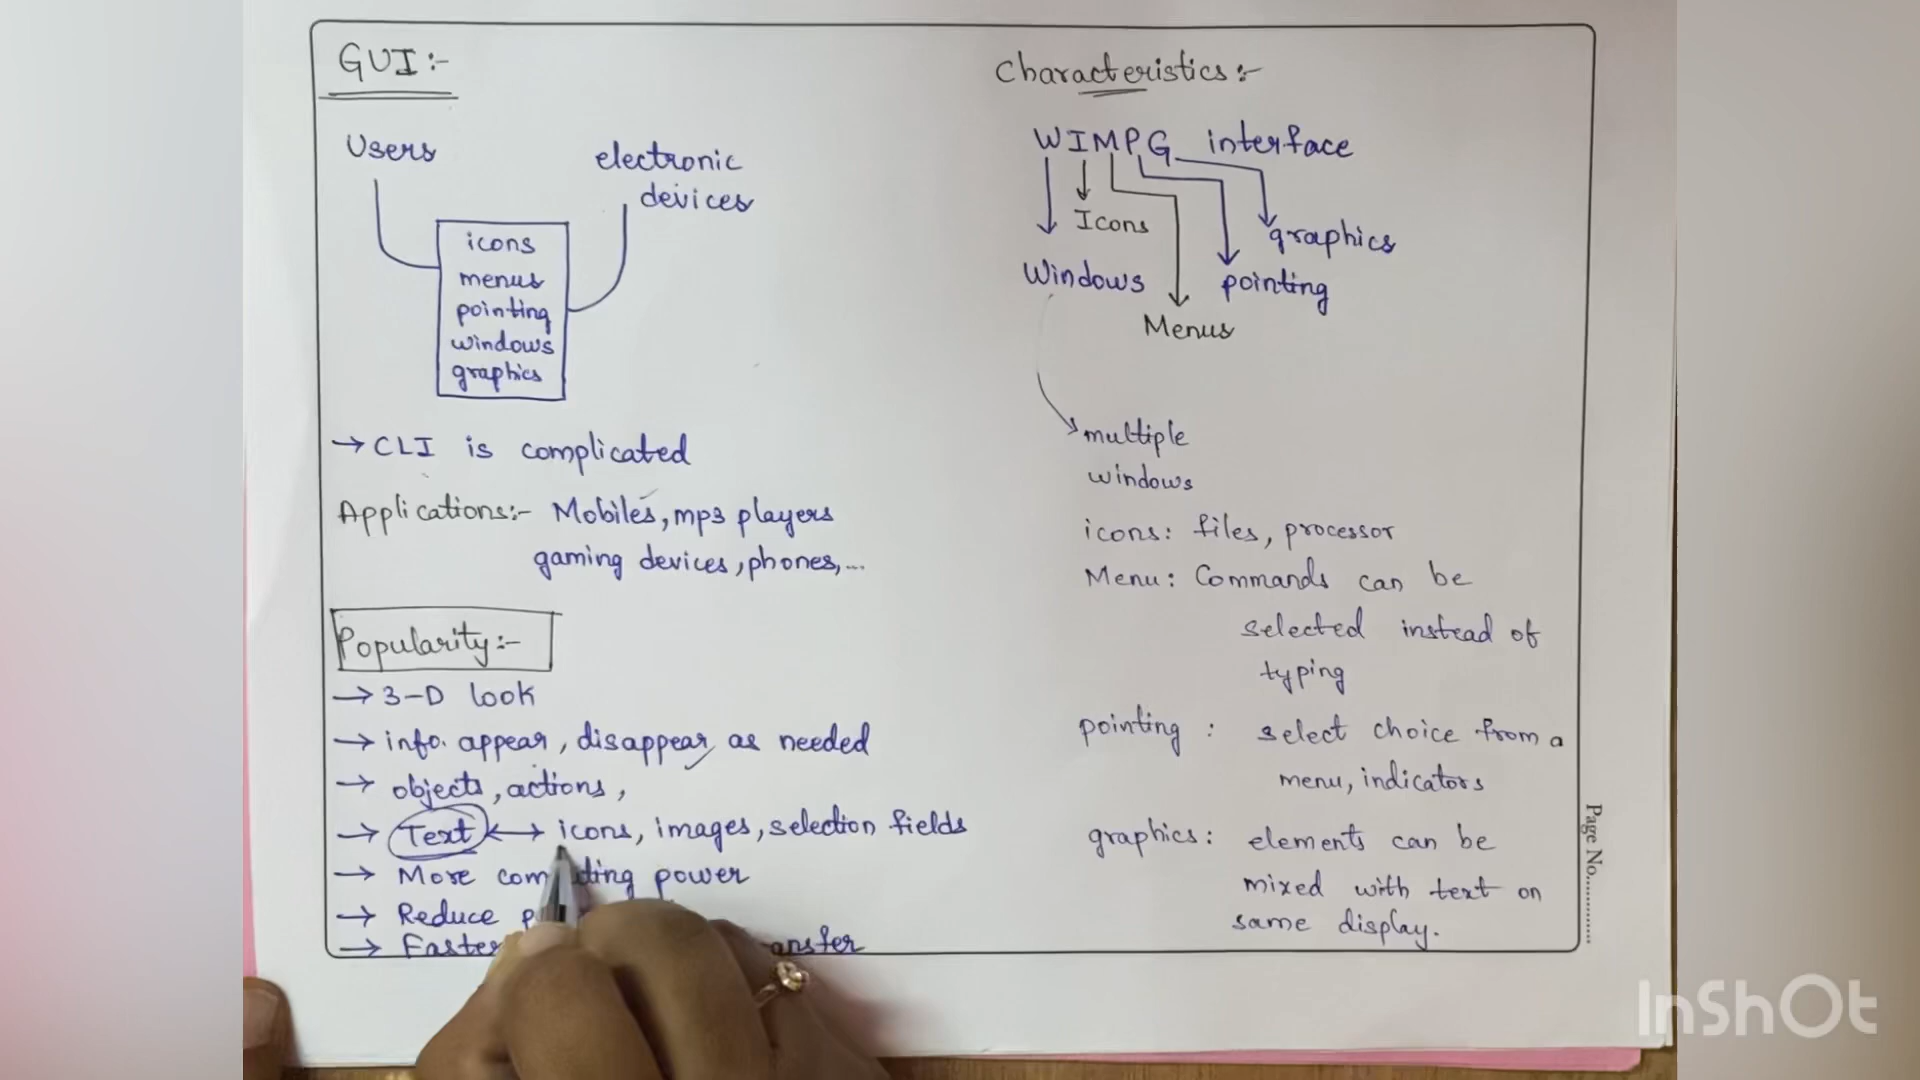 GUI:-
Users
electronic
devices
icons
menus
pointing
windows
graphics
→ CLI is complicated
Applications:- Mobiles, mp3 players
gaming devices, phones,...
Popularity:-
→ 3-D look
→ info. appear, disappear as needed
→ objects, actions,
→ Text ↔ icons, images, selection fields
→ More computing power
→ Reduce
→ Faster
Characteristics:-
WIMPG interface
Icons
graphics
Windows
pointing
Menus
multiple
windows
icons: files, processor
Menu: Commands can be
selected instead of
typing
pointing : select choice from a
menu, indicators
graphics: elements can be
mixed with text on
same display.
Page No..............
InShOt